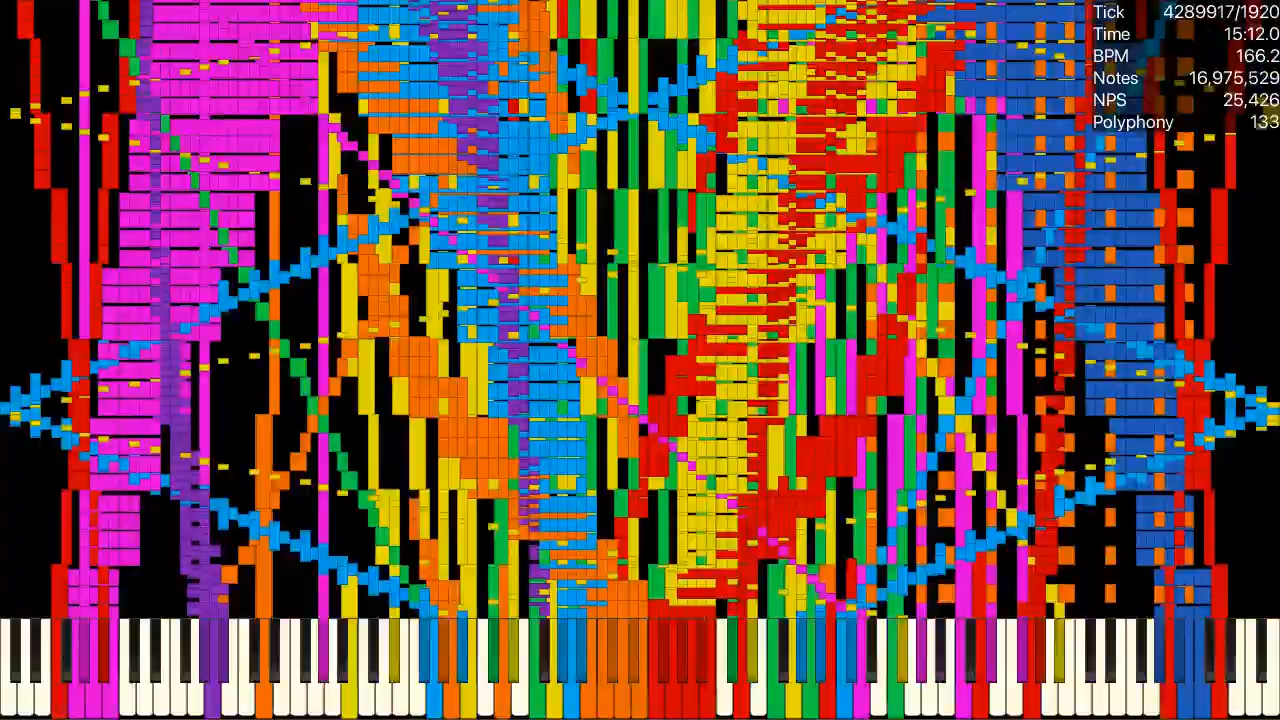 Tick 4289917/1920
Time 15:12.0
BPM 166.2
Notes 16,975,529
NPS 25,426
Polyphony 133